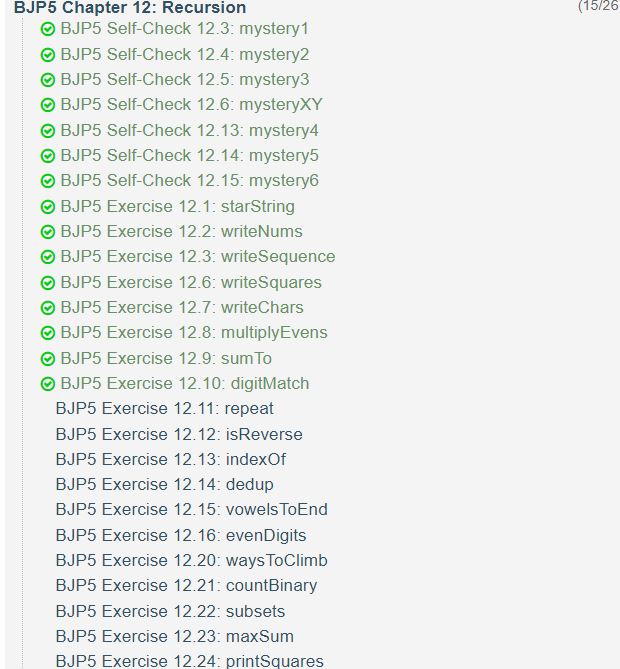 BJP5 Chapter 12: Recursion (15/26
BJP5 Self-Check 12.3: mystery1
BJP5 Self-Check 12.4: mystery2
BJP5 Self-Check 12.5: mystery3
BJP5 Self-Check 12.6: mysteryXY
BJP5 Self-Check 12.13: mystery4
BJP5 Self-Check 12.14: mystery5
BJP5 Self-Check 12.15: mystery6
BJP5 Exercise 12.1: starString
BJP5 Exercise 12.2: writeNums
BJP5 Exercise 12.3: writeSequence
BJP5 Exercise 12.6: writeSquares
BJP5 Exercise 12.7: writeChars
BJP5 Exercise 12.8: multiplyEvens
BJP5 Exercise 12.9: sumTo
BJP5 Exercise 12.10: digitMatch
BJP5 Exercise 12.11: repeat
BJP5 Exercise 12.12: isReverse
BJP5 Exercise 12.13: indexOf
BJP5 Exercise 12.14: dedup
BJP5 Exercise 12.15: vowelsToEnd
BJP5 Exercise 12.16: evenDigits
BJP5 Exercise 12.20: waysToClimb
BJP5 Exercise 12.21: countBinary
BJP5 Exercise 12.22: subsets
BJP5 Exercise 12.23: maxSum
BJP5 Exercise 12.24: printSquares